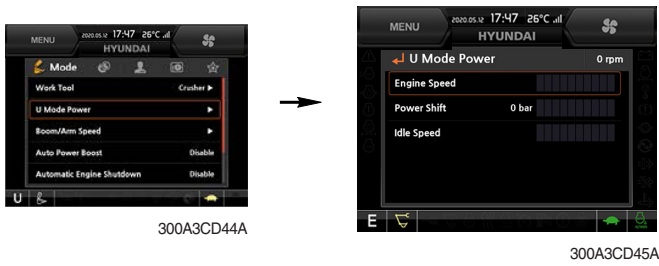 MENU
2020.05.12 17:47 26°C .ıl
HYUNDAI
Mode
Work Tool Crusher ▶
U Mode Power ▶
Boom/Arm Speed ▶
Auto Power Boost Disable
Automatic Engine Shutdown Disable
U
300A3CD44A
MENU
2020.05.12 17:47 26°C .ıl
HYUNDAI
U Mode Power 0 rpm
Engine Speed
Power Shift 0 bar
Idle Speed
E
300A3CD45A